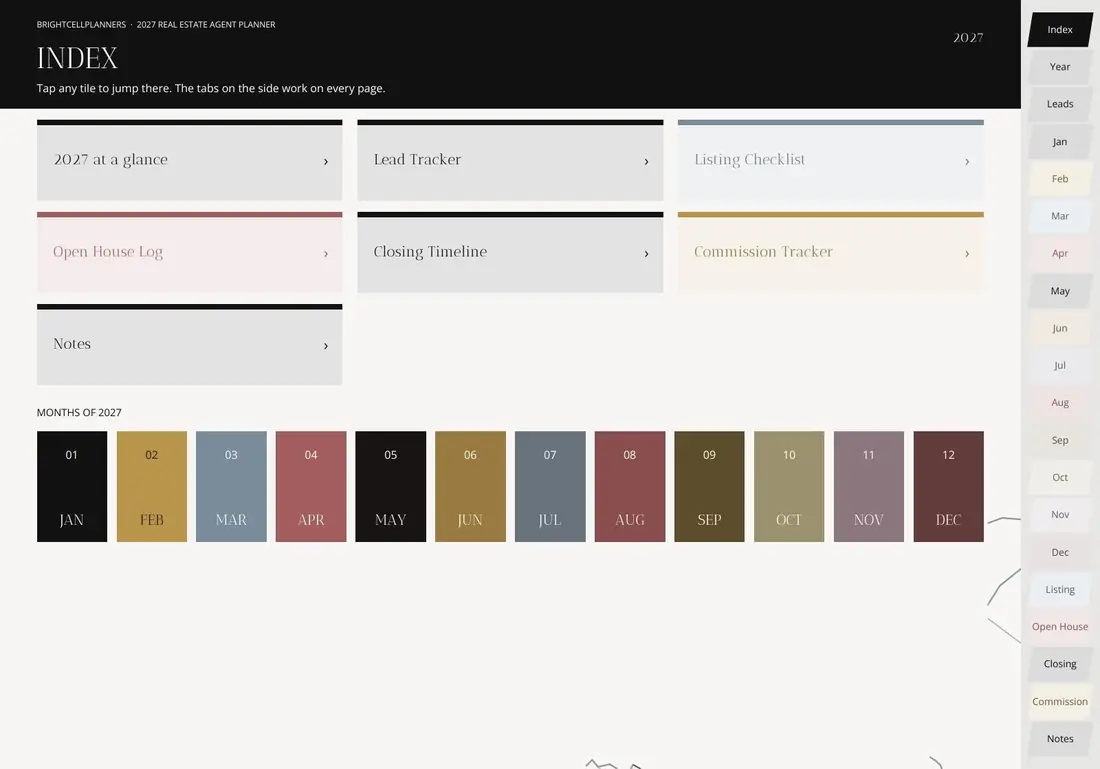 BRIGHTCELLPLANNERS · 2027 REAL ESTATE AGENT PLANNER
INDEX
2027
Tap any tile to jump there. The tabs on the side work on every page.
2027 at a glance ›
Lead Tracker ›
Listing Checklist ›
Open House Log ›
Closing Timeline ›
Commission Tracker ›
Notes ›
MONTHS OF 2027
01
JAN
02
FEB
03
MAR
04
APR
05
MAY
06
JUN
07
JUL
08
AUG
09
SEP
10
OCT
11
NOV
12
DEC
Index
Year
Leads
Jan
Feb
Mar
Apr
May
Jun
Jul
Aug
Sep
Oct
Nov
Dec
Listing
Open House
Closing
Commission
Notes